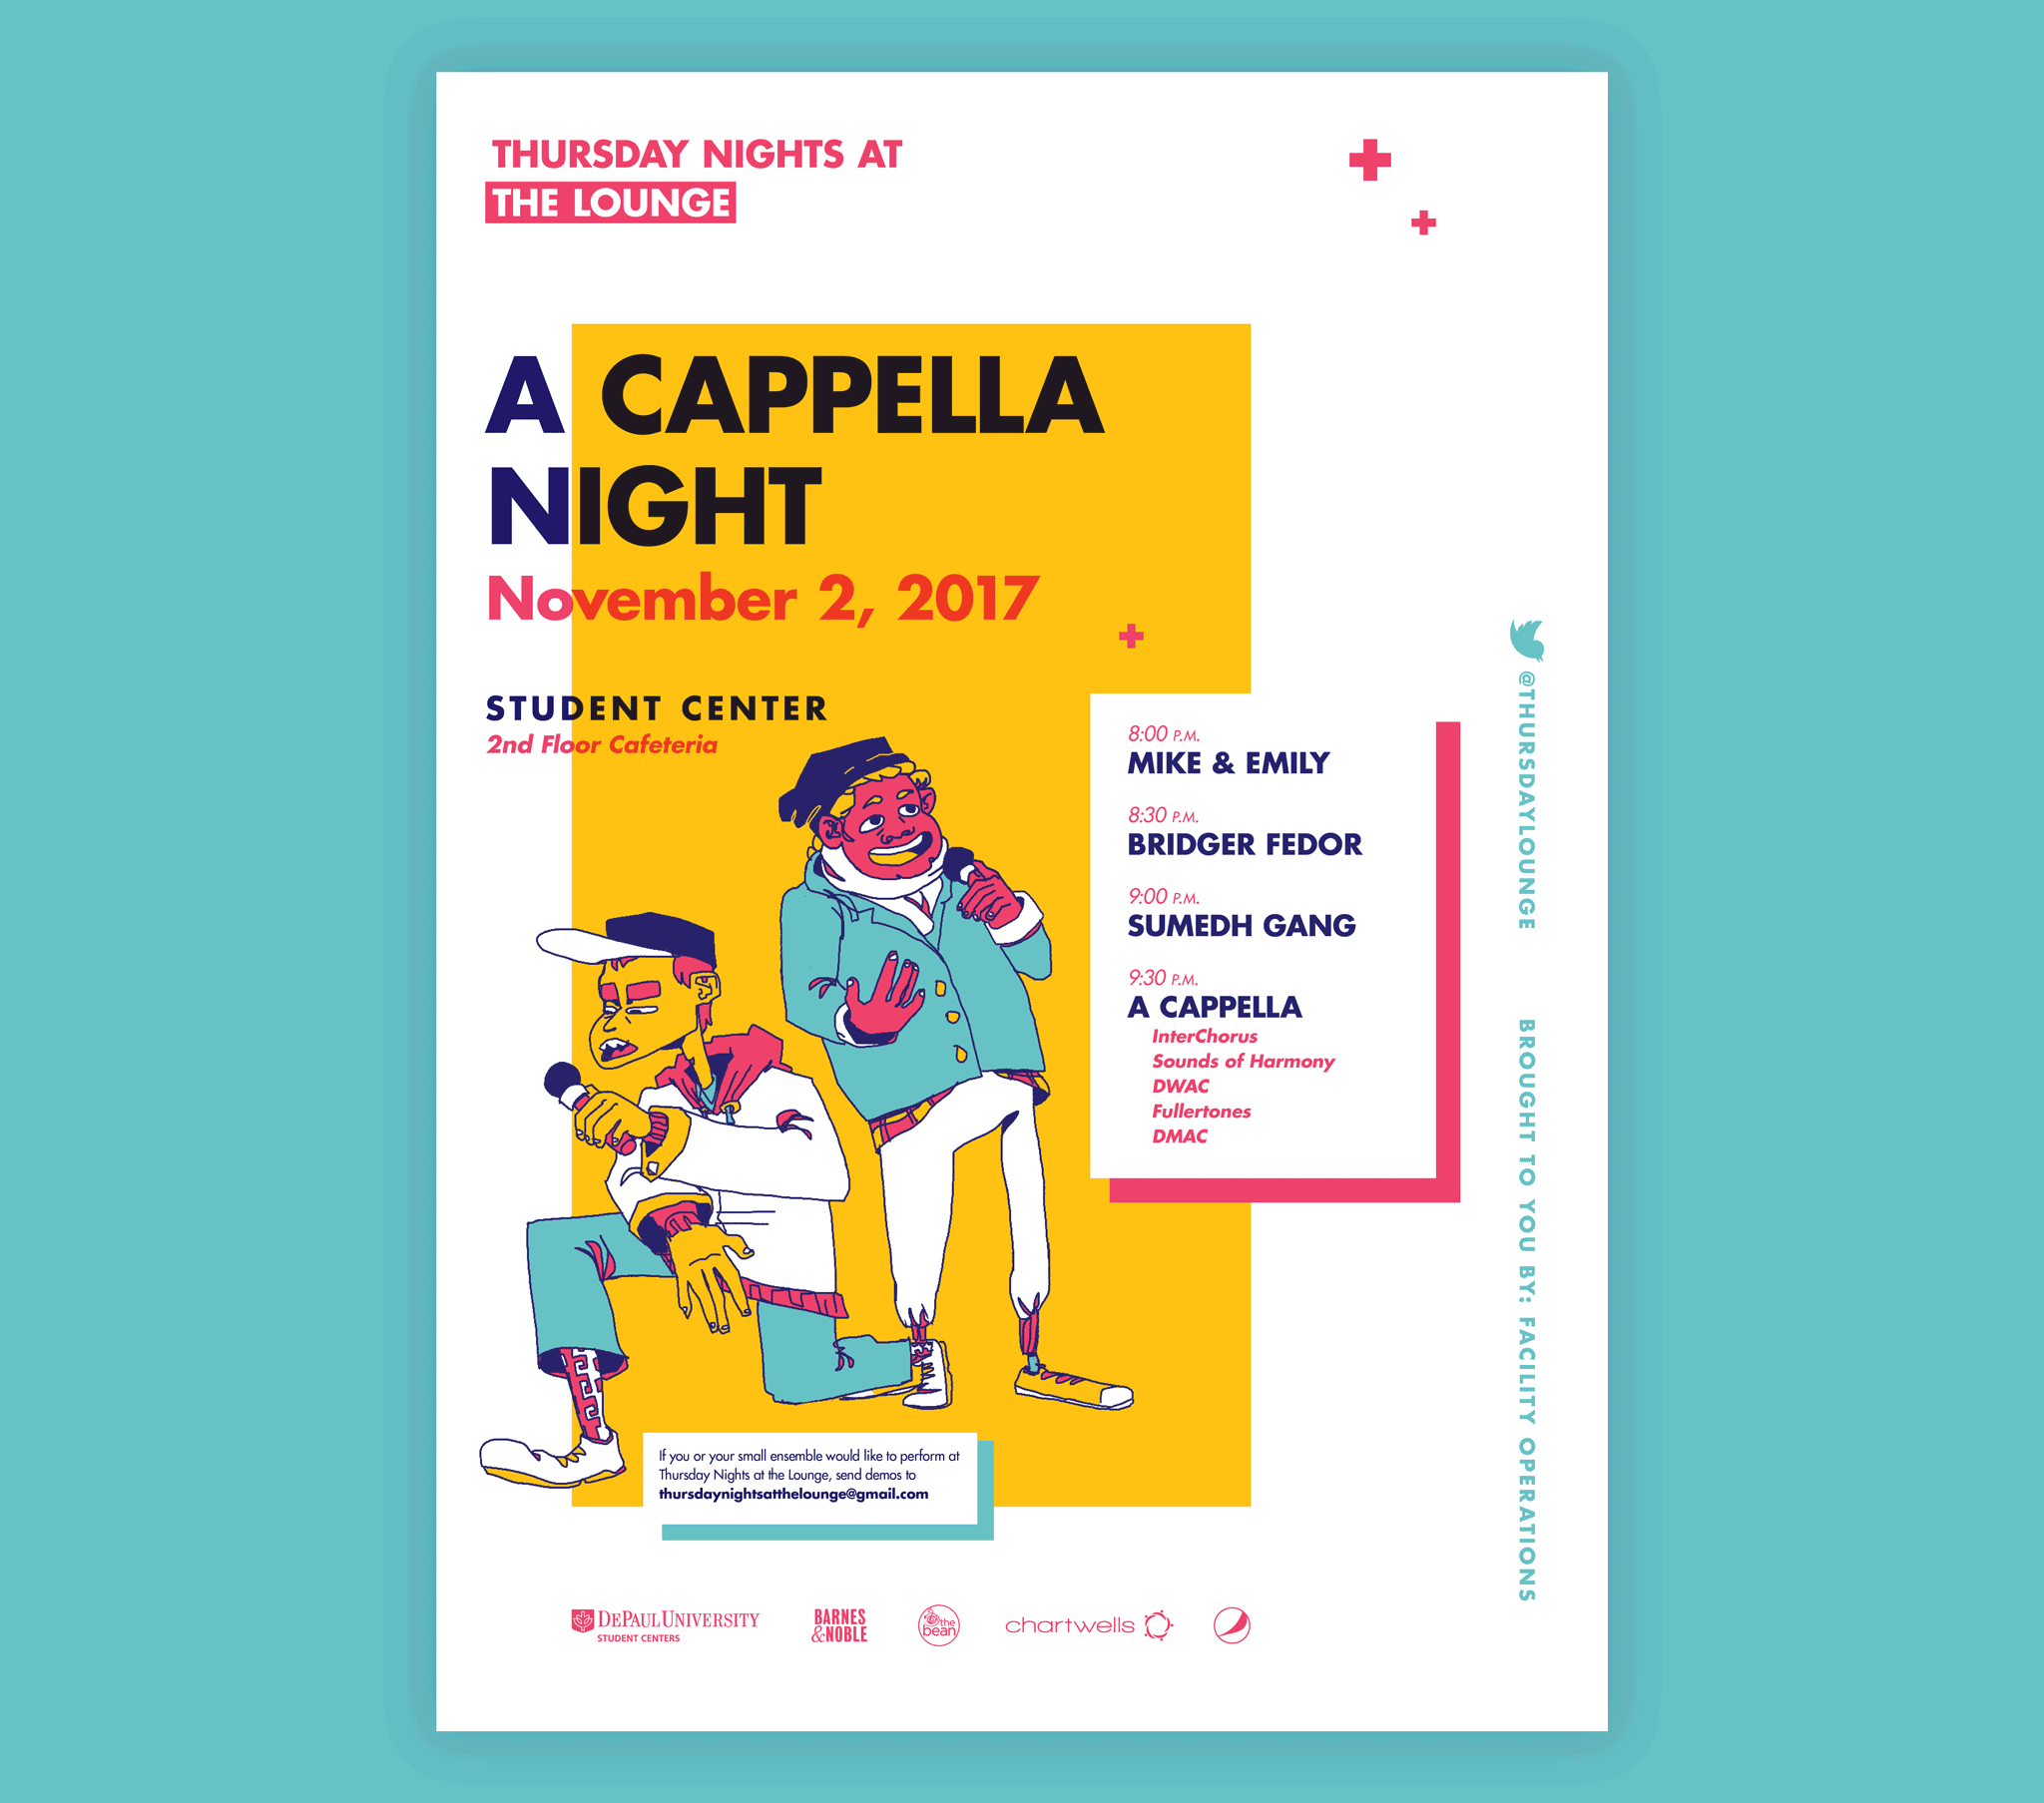 THURSDAY NIGHTS AT
THE LOUNGE
A CAPPELLA
NIGHT
November 2, 2017
STUDENT CENTER
2nd Floor Cafeteria
8:00 P.M.
MIKE & EMILY
8:30 P.M.
BRIDGER FEDOR
9:00 P.M.
SUMEDH GANG
9:30 P.M.
A CAPPELLA
InterChorus
Sounds of Harmony
DWAC
Fullertones
DMAC
@THURSDAYLOUNGE
BROUGHT TO YOU BY: FACILITY OPERATIONS
If you or your small ensemble would like to perform at
Thursday Nights at the Lounge, send demos to
thursdaynightsatthelounge@gmail.com
DEPAUL UNIVERSITY
STUDENT CENTERS
BARNES
&NOBLE
the
bean
chartwells